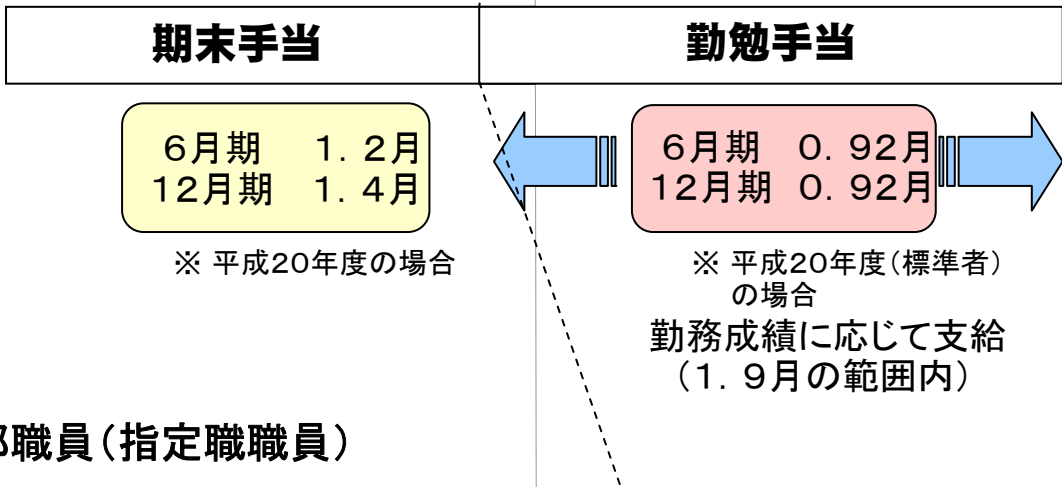 期末手当
勤勉手当
6月期 1．2月
12月期 1．4月
6月期 0．92月
12月期 0．92月
※ 平成20年度の場合
※ 平成20年度（標準者）
の場合
勤務成績に応じて支給
（1．9月の範囲内）
職員（指定職職員）